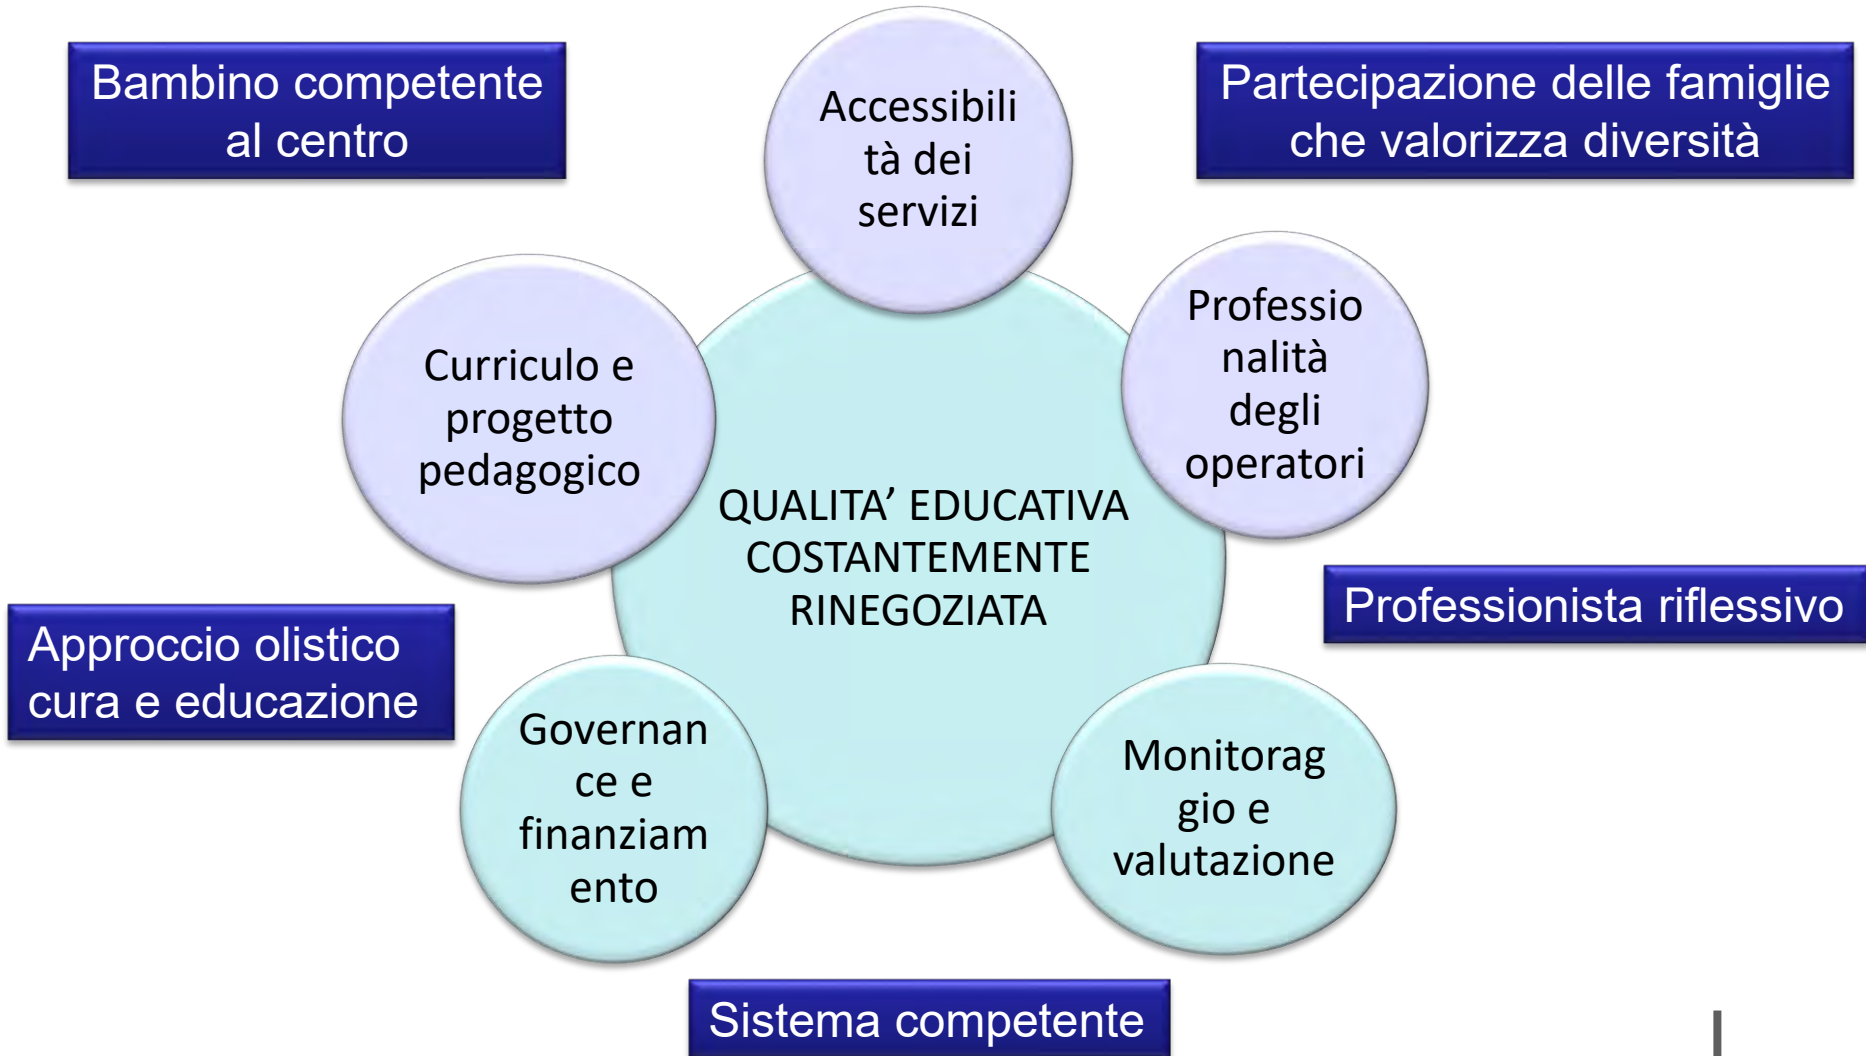 Bambino competente
al centro
Accessibili
tà dei
servizi
Partecipazione delle famiglie
che valorizza diversità
Curriculo e
progetto
pedagogico
Professio
nalità
degli
operatori
QUALITA’ EDUCATIVA
COSTANTEMENTE
RINEGOZIATA
Approccio olistico
cura e educazione
Professionista riflessivo
Governan
ce e
finanziam
ento
Monitorag
gio e
valutazione
Sistema competente